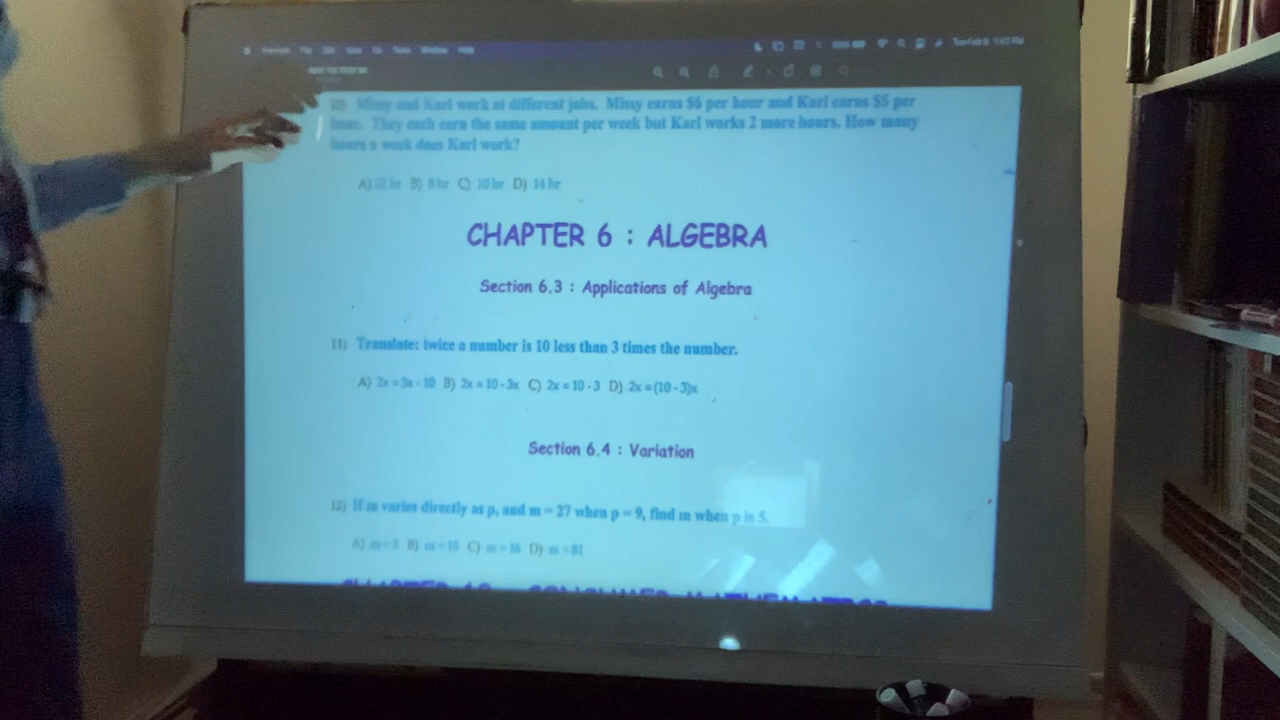 Window Help
10) Missy and Karl work at different jobs. Missy earns $6 per hour and Karl earns $5 per
hour. They each earn the same amount per week but Karl works 2 more hours. How many
hours a week does Karl work?
A) 12 hr B) 8 hr C) 10 hr D) 14 hr
CHAPTER 6 : ALGEBRA
Section 6.3 : Applications of Algebra
11) Translate: twice a number is 10 less than 3 times the number.
A) 2x = 3x - 10 B) 2x = 10 - 3x C) 2x = 10 - 3 D) 2x = (10 - 3)x
Section 6.4 : Variation
12) If m varies directly as p, and m = 27 when p = 9, find m when p is 5.
A) m = 3 B) m = 15 C) m = 16 D) m = 81